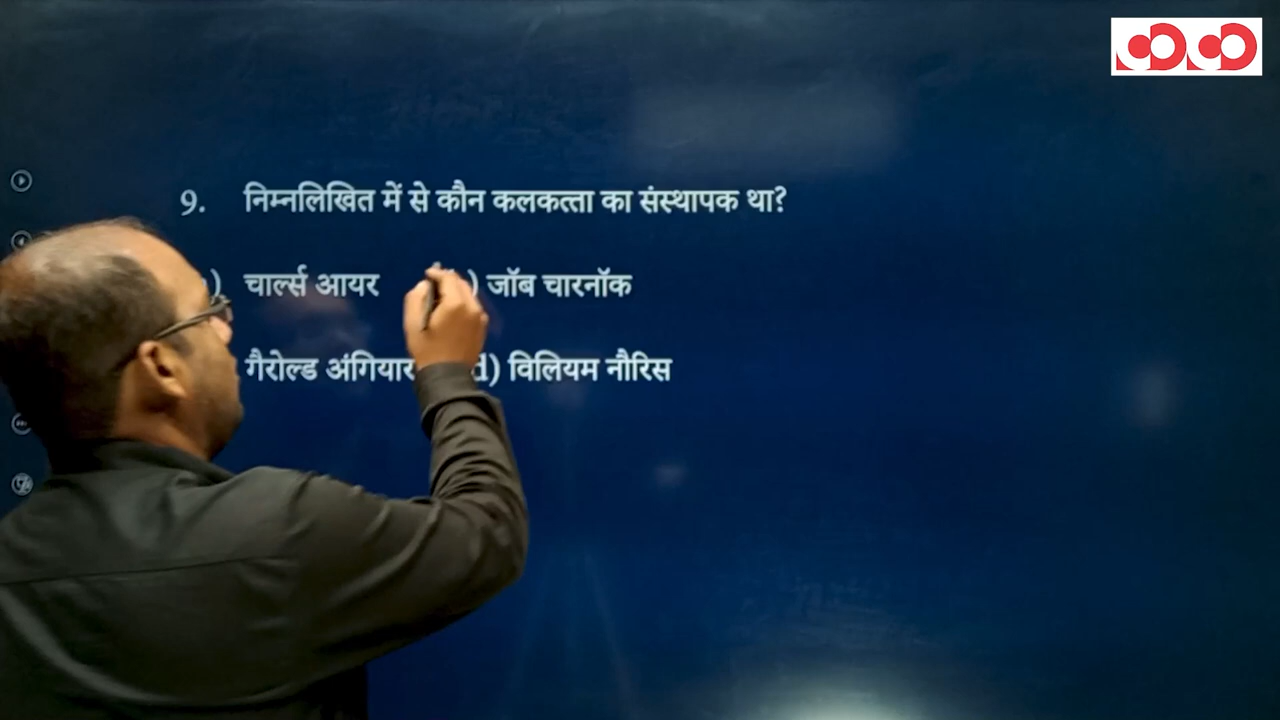 9. निम्नलिखित में से कौन कलकत्ता का संस्थापक था?
) चार्ल्स आयर ) जॉब चारनॉक
गैरोल्ड अंगियार d) विलियम नौरिस